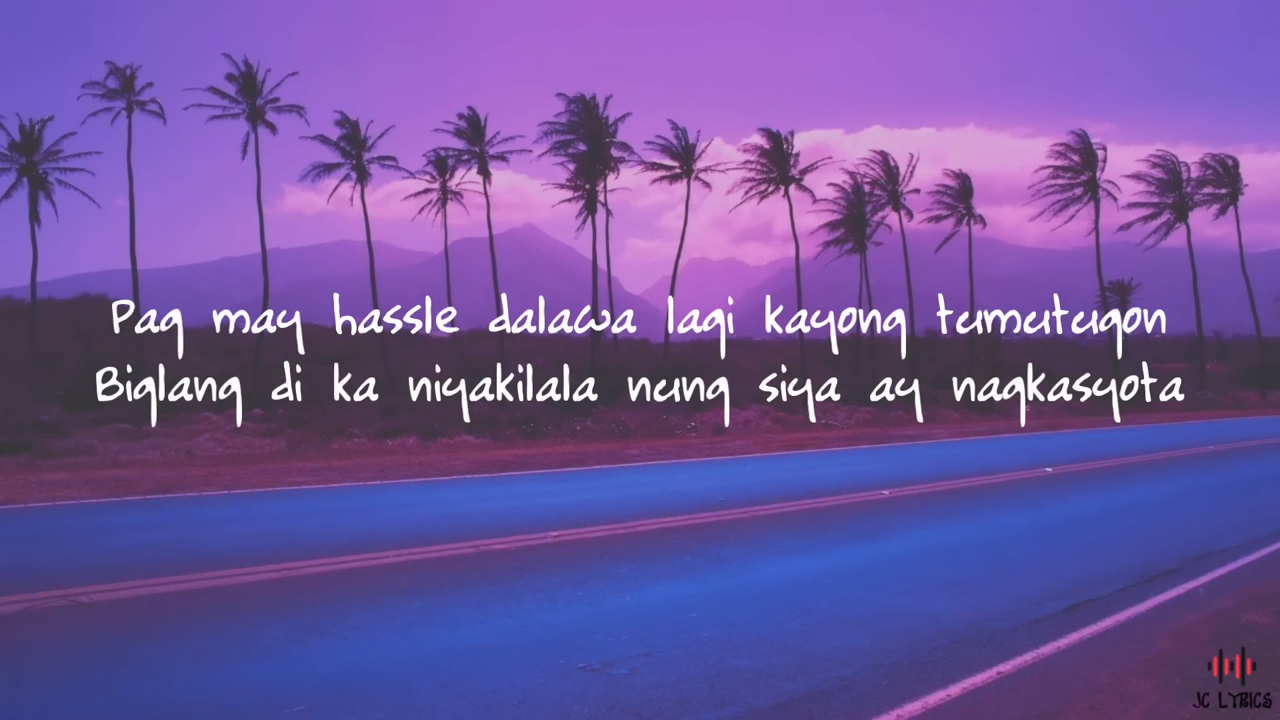 Pag may hassle dalawa lagi kayong tumutugon
Biglang di ka niyakilala nung siya ay nagkasyota
JC LYRICS